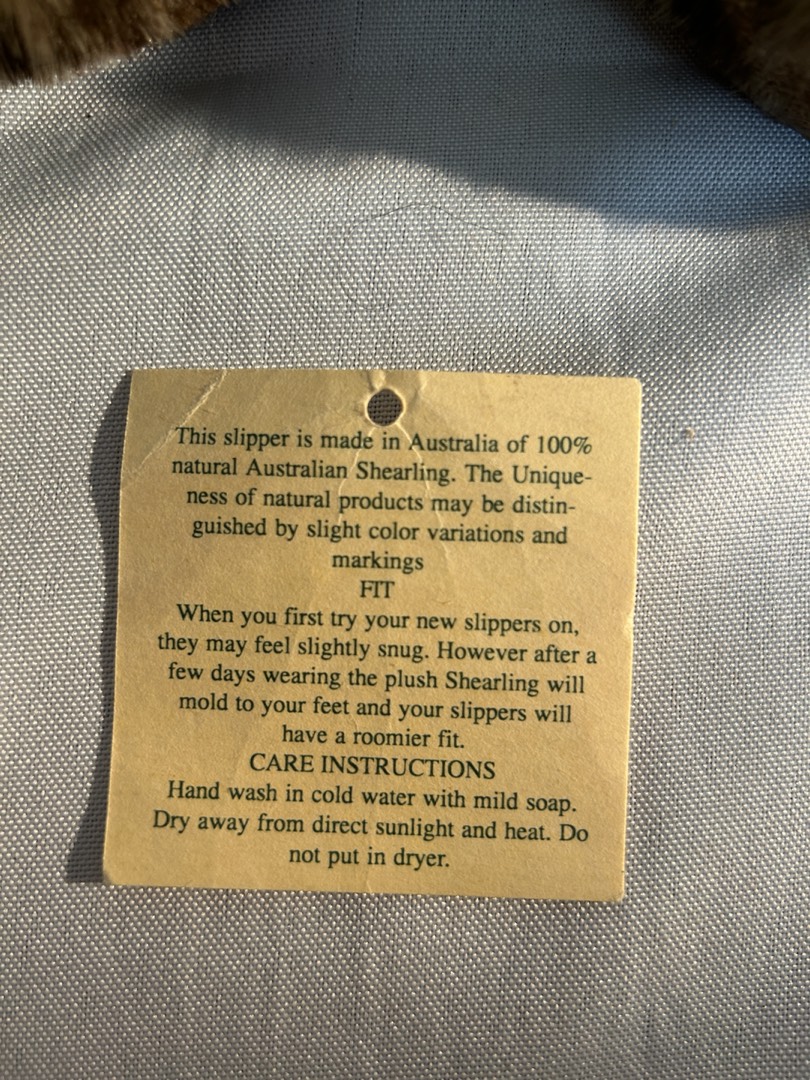 This slipper is made in Australia of 100%
natural Australian Shearling. The Unique-
ness of natural products may be distin-
guished by slight color variations and
markings
FIT
When you first try your new slippers on,
they may feel slightly snug. However after a
few days wearing the plush Shearling will
mold to your feet and your slippers will
have a roomier fit.
CARE INSTRUCTIONS
Hand wash in cold water with mild soap.
Dry away from direct sunlight and heat. Do
not put in dryer.